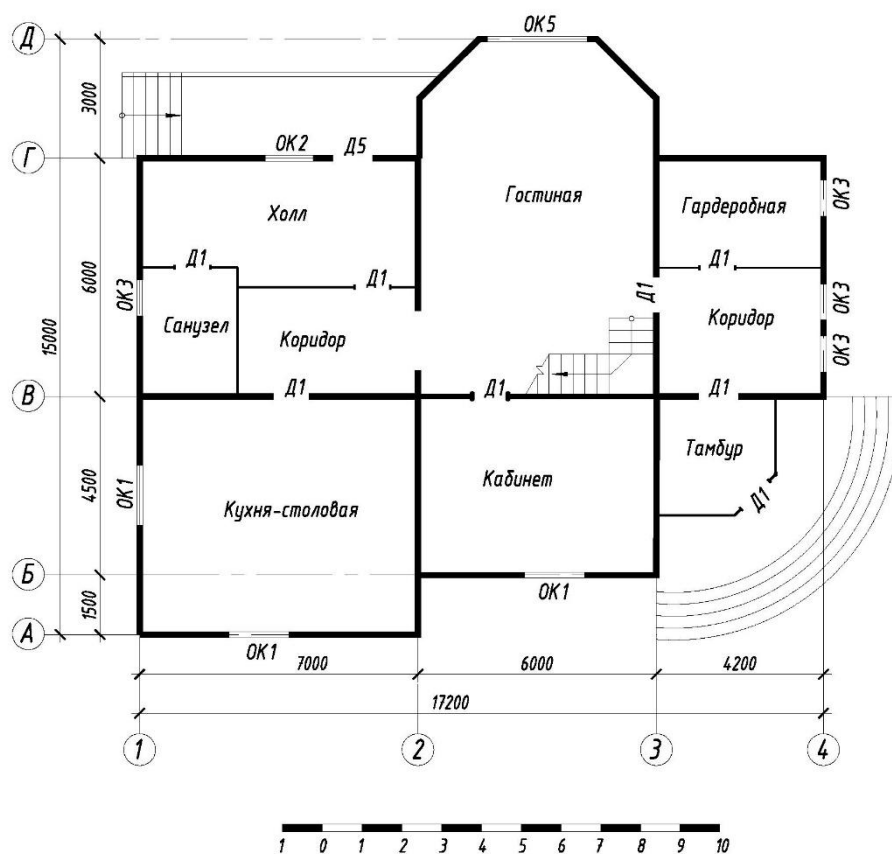 Д
ОК5
3000
Г
ОК2
Д5
Холл
Гостиная
Гардеробная
ОК3
Д1
Д1
Д1
6000
15000
ОК3
Санузел
Коридор
Д1
Коридор
ОК3
ОК3
В
Д1
Д1
Д1
Тамбур
4500
ОК1
Кухня-столовая
Кабинет
Д1
Б
ОК1
1500
А
ОК1
7000
6000
4200
17200
1
2
3
4
1 0 1 2 3 4 5 6 7 8 9 10